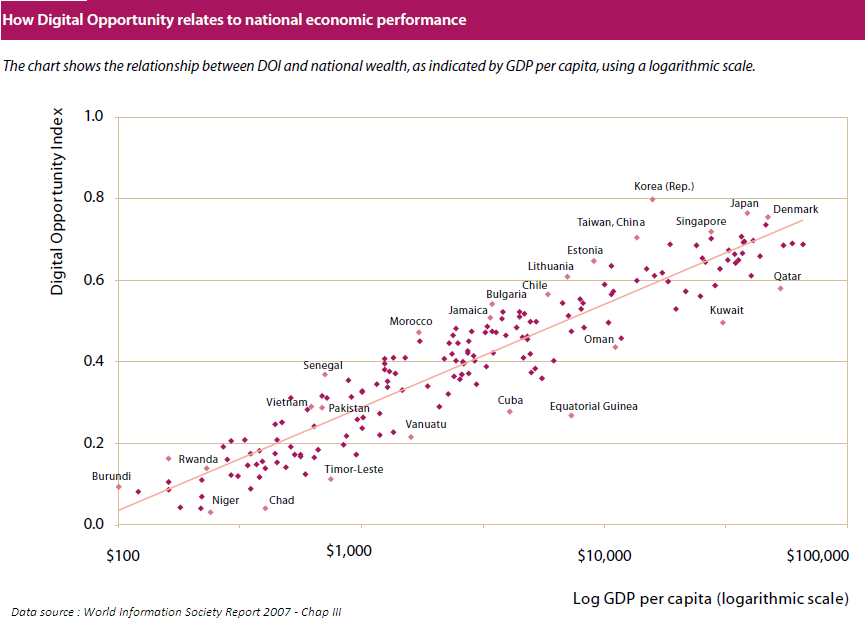 How Digital Opportunity relates to national economic performance
The chart shows the relationship between DOI and national wealth, as indicated by GDP per capita, using a logarithmic scale.
Digital Opportunity Index
1.0
0.8
0.6
0.4
0.2
0.0
Korea (Rep.)
Japan
Denmark
Taiwan, China
Singapore
Estonia
Lithuania
Qatar
Chile
Bulgaria
Jamaica
Kuwait
Morocco
Oman
Senegal
Vietnam
Pakistan
Cuba
Equatorial Guinea
Vanuatu
Rwanda
Timor-Leste
Burundi
Niger
Chad
$100
$1,000
$10,000
$100,000
Log GDP per capita (logarithmic scale)
Data source : World Information Society Report 2007 - Chap III